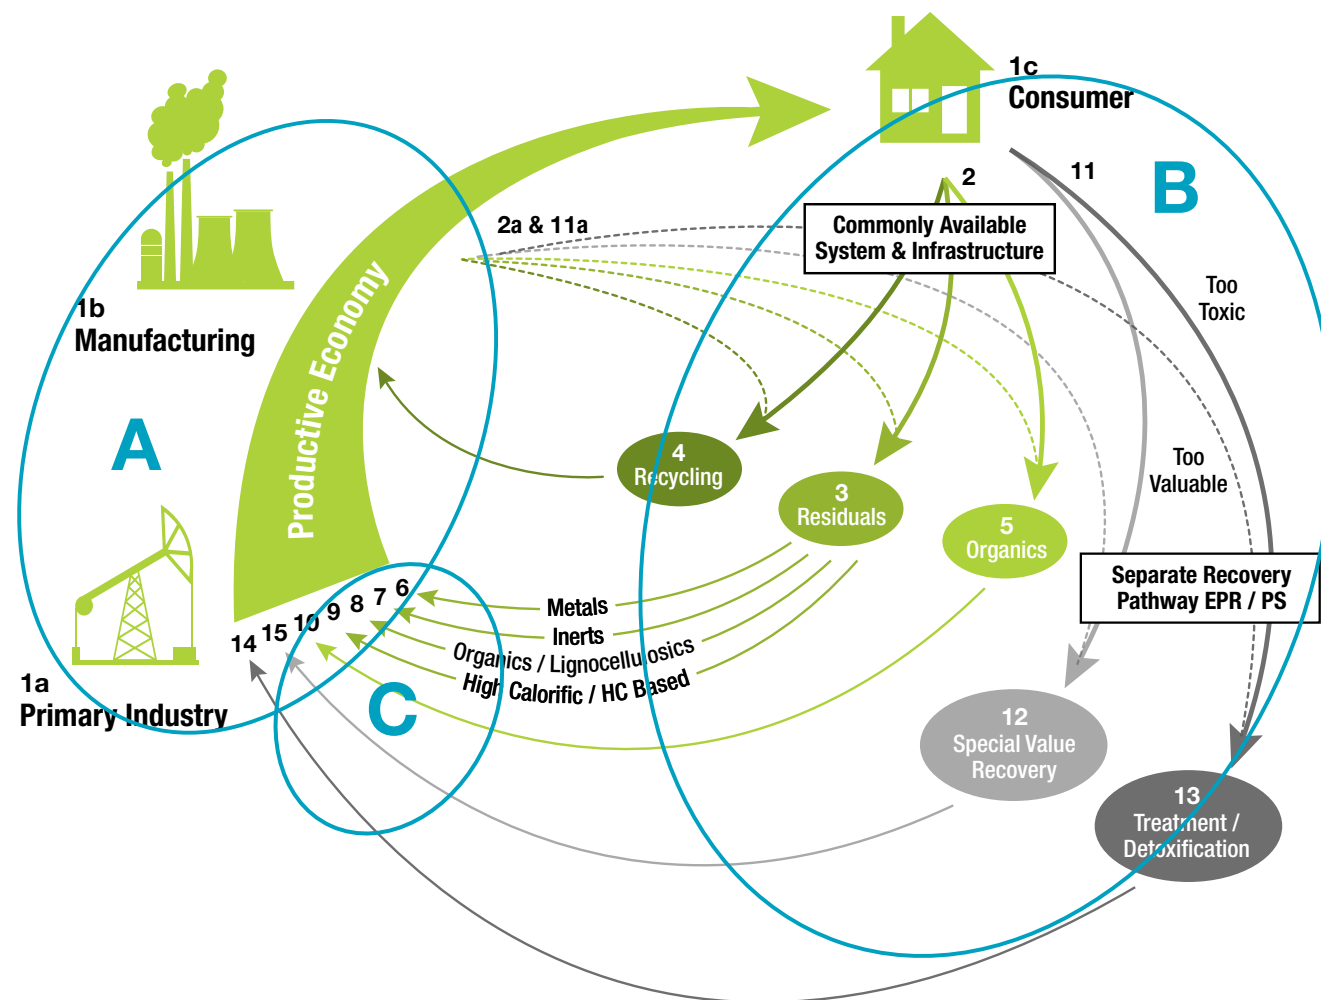 1c
Consumer
2
11
B
2a & 11a
Commonly Available
System & Infrastructure
Too
Toxic
1b
Manufacturing
Productive Economy
A
4
Recycling
3
Residuals
5
Organics
Too
Valuable
Separate Recovery
Pathway EPR / PS
6
7
8
9
10
15
14
Metals
Inerts
Organics / Lignocellulosics
High Calorific / HC Based
1a
Primary Industry
C
12
Special Value
Recovery
13
Treatment /
Detoxification